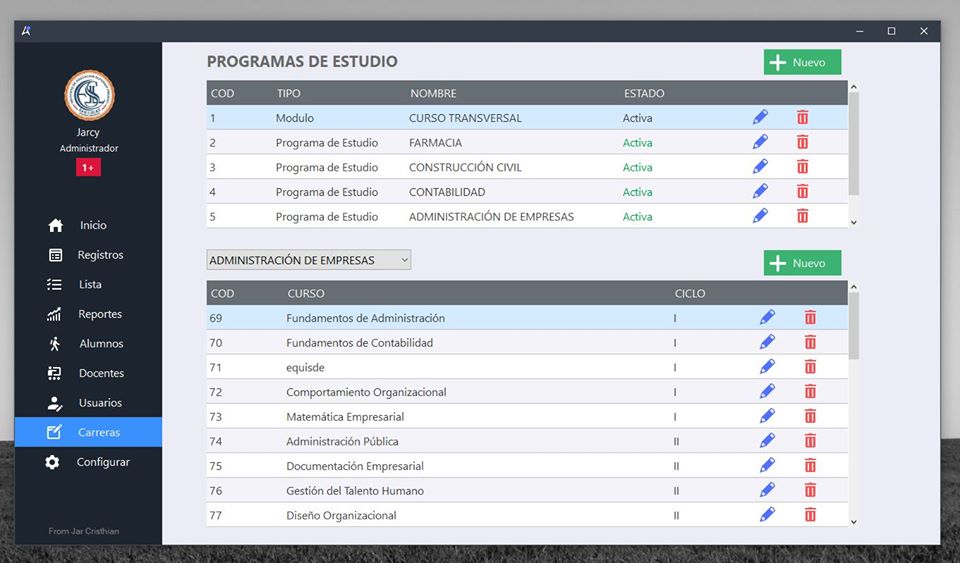 PROGRAMAS DE ESTUDIO
Nuevo
COD TIPO NOMBRE ESTADO
1 Modulo CURSO TRANSVERSAL Activa
2 Programa de Estudio FARMACIA Activa
3 Programa de Estudio CONSTRUCCIÓN CIVIL Activa
4 Programa de Estudio CONTABILIDAD Activa
5 Programa de Estudio ADMINISTRACIÓN DE EMPRESAS Activa
ADMINISTRACIÓN DE EMPRESAS
Nuevo
COD CURSO CICLO
69 Fundamentos de Administración I
70 Fundamentos de Contabilidad I
71 equisde I
72 Comportamiento Organizacional I
73 Matemática Empresarial I
74 Administración Pública II
75 Documentación Empresarial II
76 Gestión del Talento Humano II
77 Diseño Organizacional II
Jarcy
Administrador
1+
Inicio
Registros
Lista
Reportes
Alumnos
Docentes
Usuarios
Carreras
Configurar
From Jar Cristhian